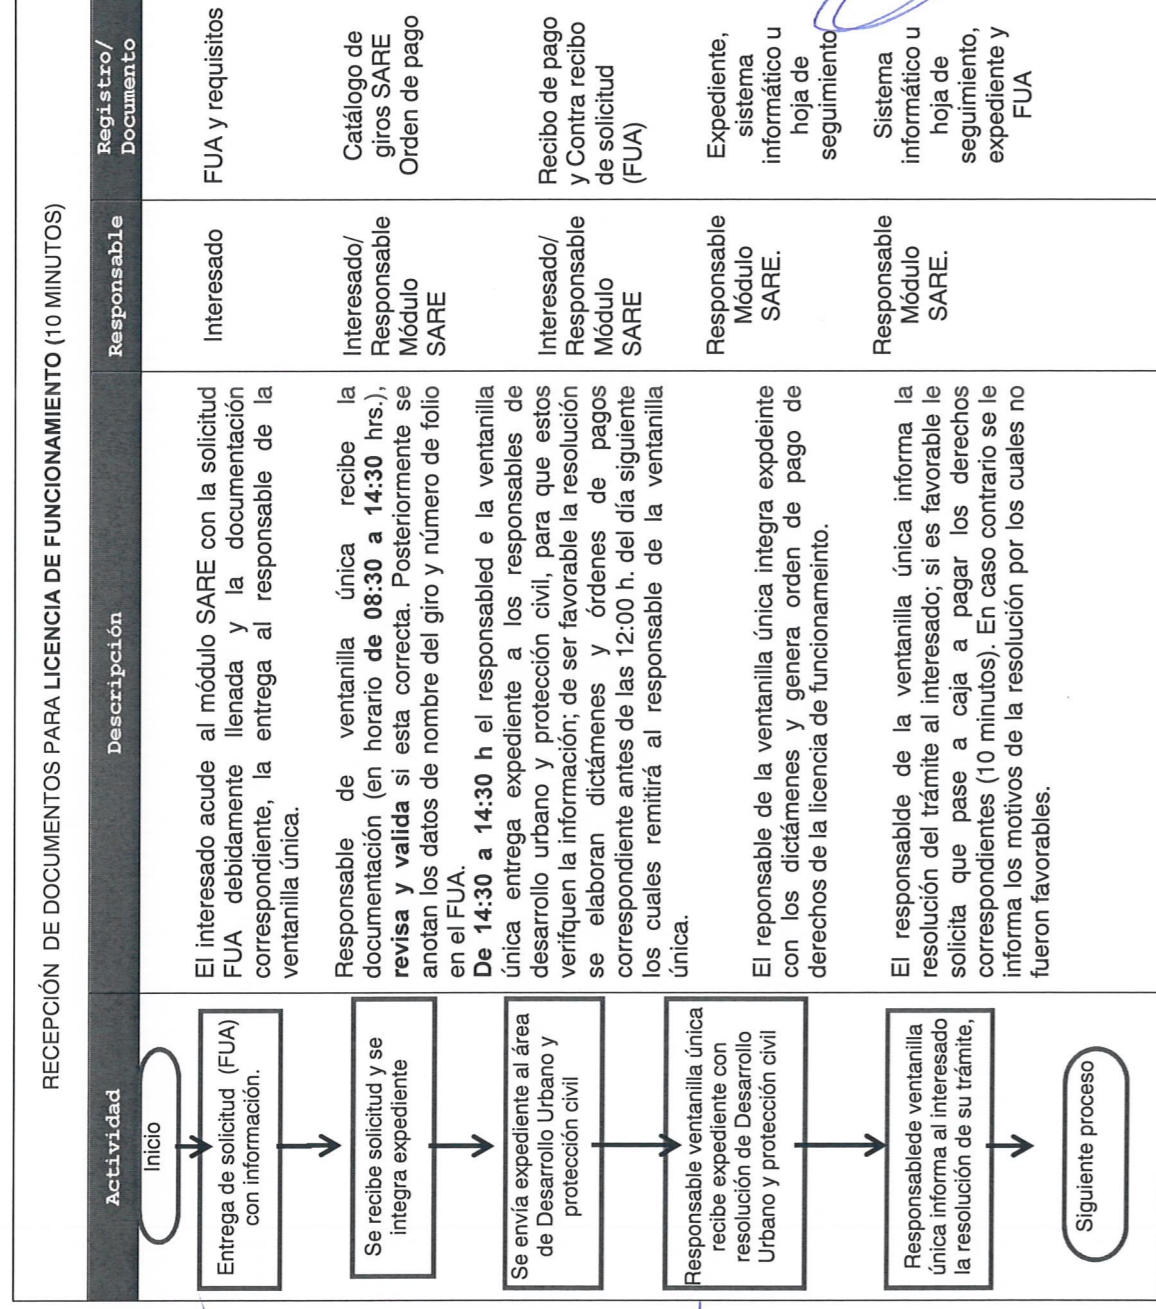 RECEPCIÓN DE DOCUMENTOS PARA LICENCIA DE FUNCIONAMIENTO (10 MINUTOS)
Actividad
Descripción
Responsable
Registro/
Documento
Inicio
Entrega de solicitud (FUA)
con información.
El interesado acude al módulo SARE con la solicitud
FUA debidamente llenada y la documentación
correspondiente, la entrega al responsable de la
ventanilla única.
Interesado
FUA y requisitos
Se recibe solicitud y se
integra expediente
Responsable de ventanilla única recibe la
documentación (en horario de 08:30 a 14:30 hrs.),
revisa y valida si esta correcta. Posteriormente se
anotan los datos de nombre del giro y número de folio
en el FUA.
Interesado/
Responsable
Módulo
SARE
Catálogo de
giros SARE
Orden de pago
Se envía expediente al área
de Desarrollo Urbano y
protección civil
De 14:30 a 14:30 h el responsabled e la ventanilla
única entrega expediente a los responsables de
desarrollo urbano y protección civil, para que estos
verifquen la información; de ser favorable la resolución
se elaboran dictámenes y órdenes de pagos
correspondiente antes de las 12:00 h. del día siguiente
los cuales remitirá al responsable de la ventanilla
única.
Interesado/
Responsable
Módulo
SARE
Recibo de pago
y Contra recibo
de solicitud
(FUA)
Responsable ventanilla única
recibe expediente con
resolución de Desarrollo
Urbano y protección civil
El reponsable de la ventanilla única integra expdeinte
con los dictámenes y genera orden de pago de
derechos de la licencia de funcionameinto.
Responsable
Módulo
SARE.
Expediente,
sistema
informático u
hoja de
seguimiento
Responsablede ventanilla
única informa al interesado
la resolución de su trámite,
El responsablde de la ventanilla única informa la
resolución del trámite al interesado; si es favorable le
solicita que pase a caja a pagar los derechos
correspondientes (10 minutos). En caso contrario se le
informa los motivos de la resolución por los cuales no
fueron favorables.
Responsable
Módulo
SARE.
Sistema
informático u
hoja de
seguimiento,
expediente y
FUA
Siguiente proceso